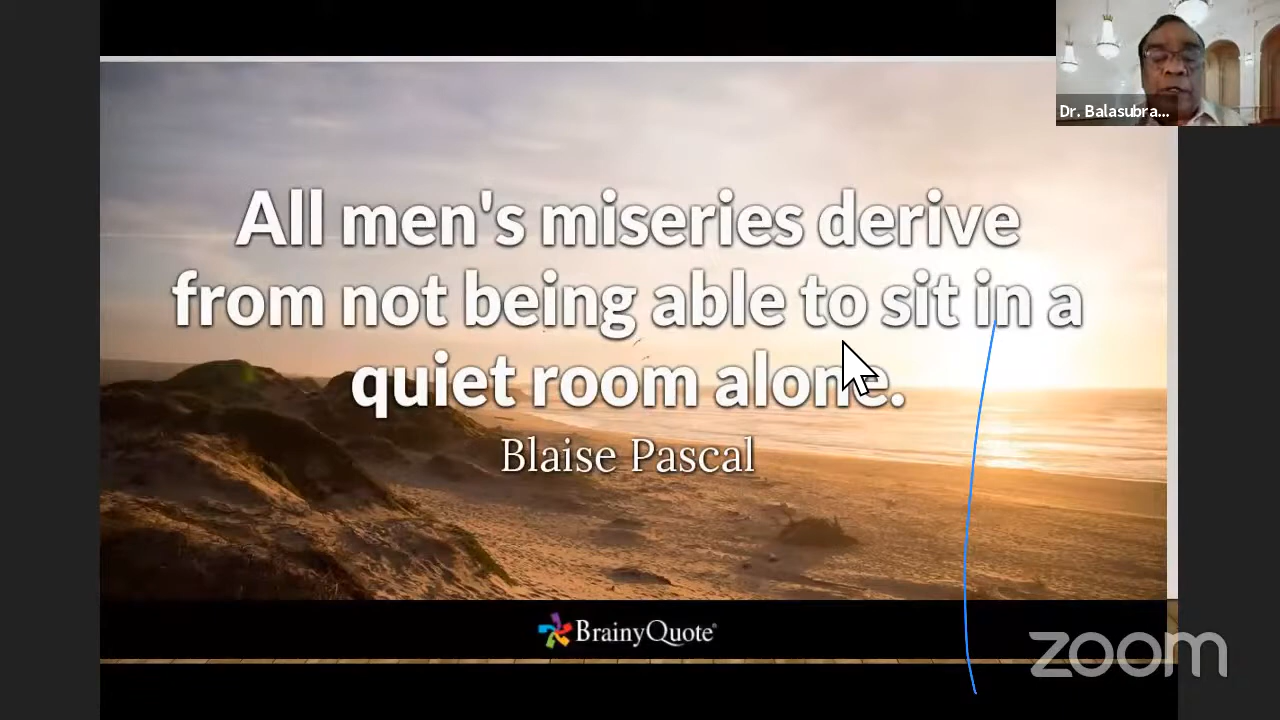 Dr. Balasubra...
All men's miseries derive
from not being able to sit in a
quiet room alone.
Blaise Pascal
BrainyQuote®
zoom